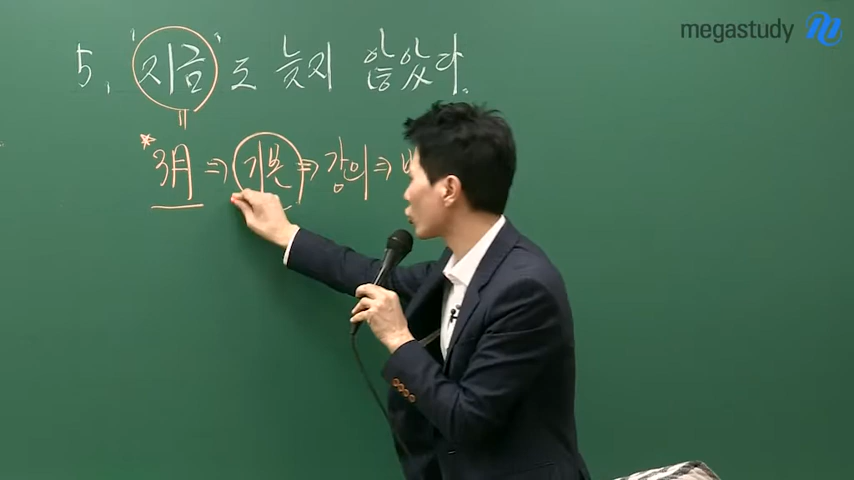 megastudy
5. '지금'도 늦지 않았다.
*3月 ⇒ 기본 ⇒ 강의 ⇒